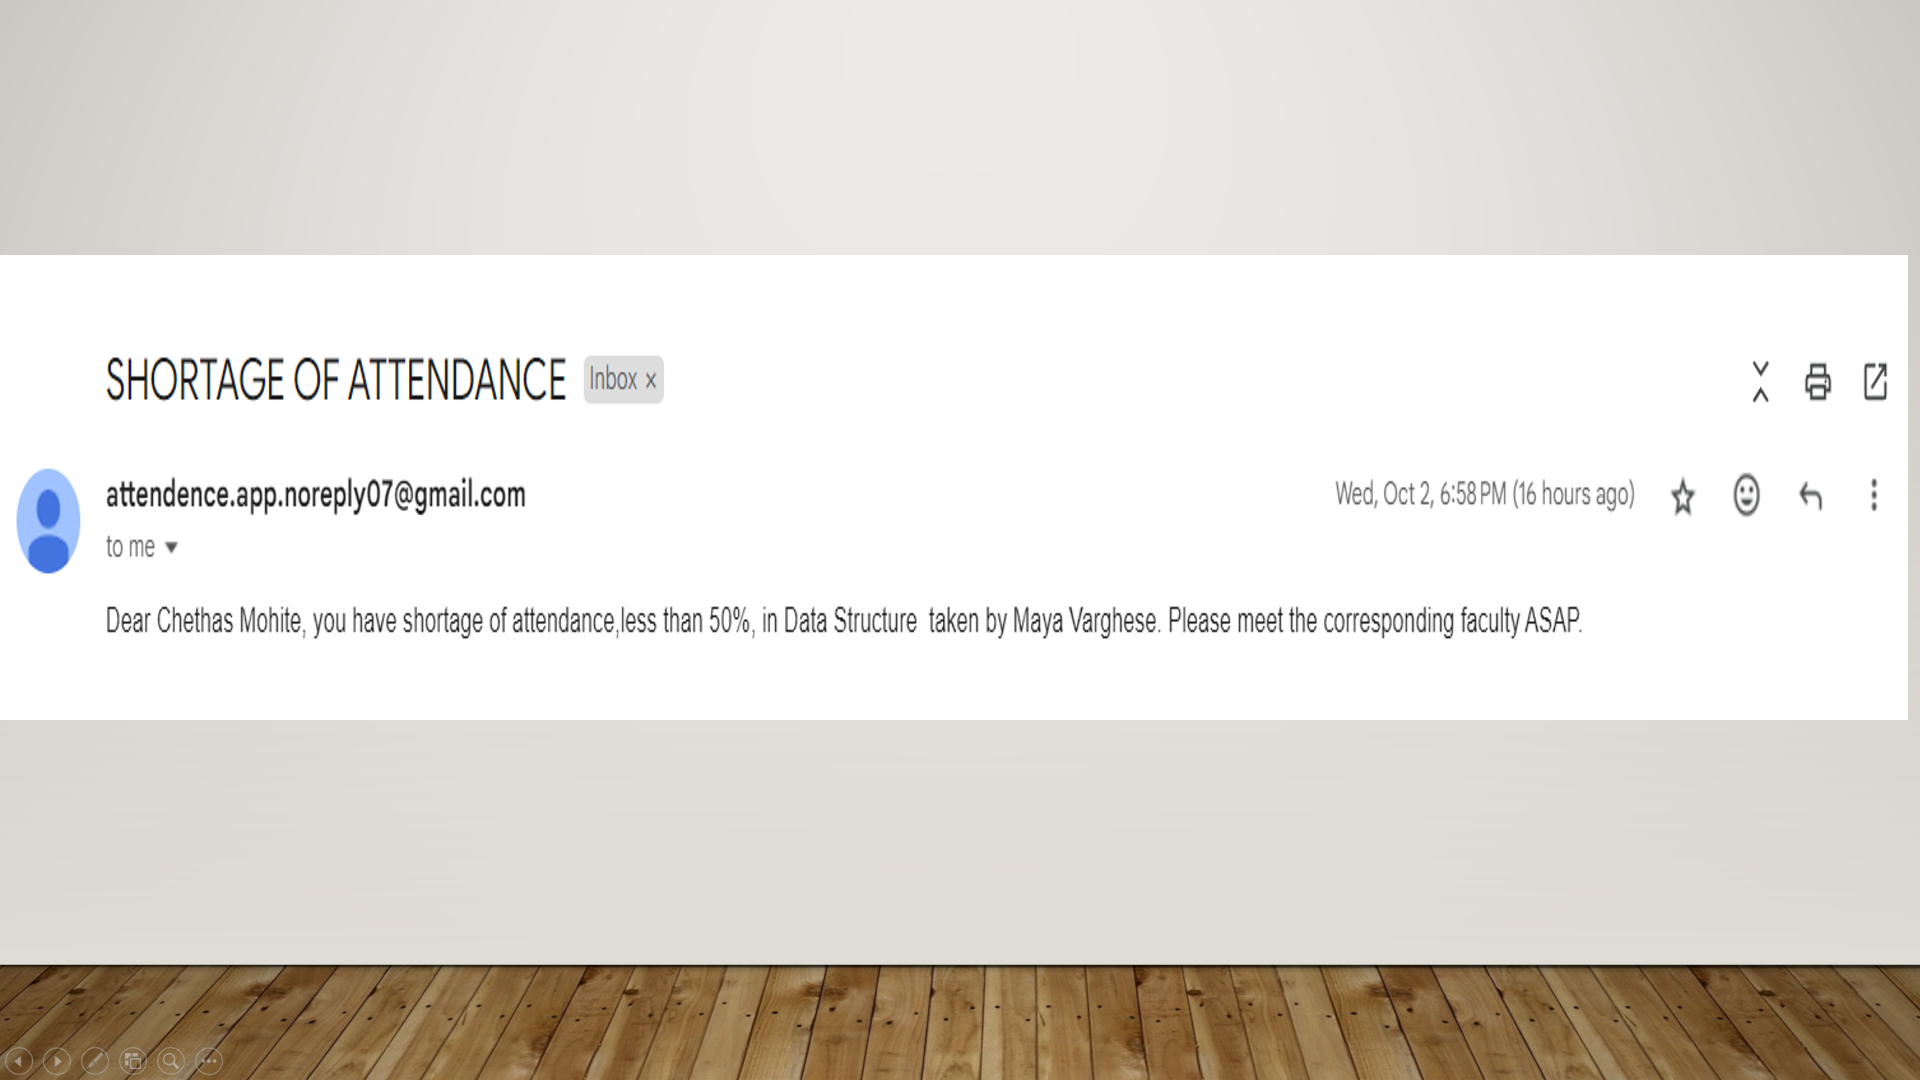 SHORTAGE OF ATTENDANCE Inbox x
attendence.app.noreply07@gmail.com Wed, Oct 2, 6:58 PM (16 hours ago)
to me
Dear Chethas Mohite, you have shortage of attendance,less than 50%, in Data Structure  taken by Maya Varghese. Please meet the corresponding faculty ASAP.